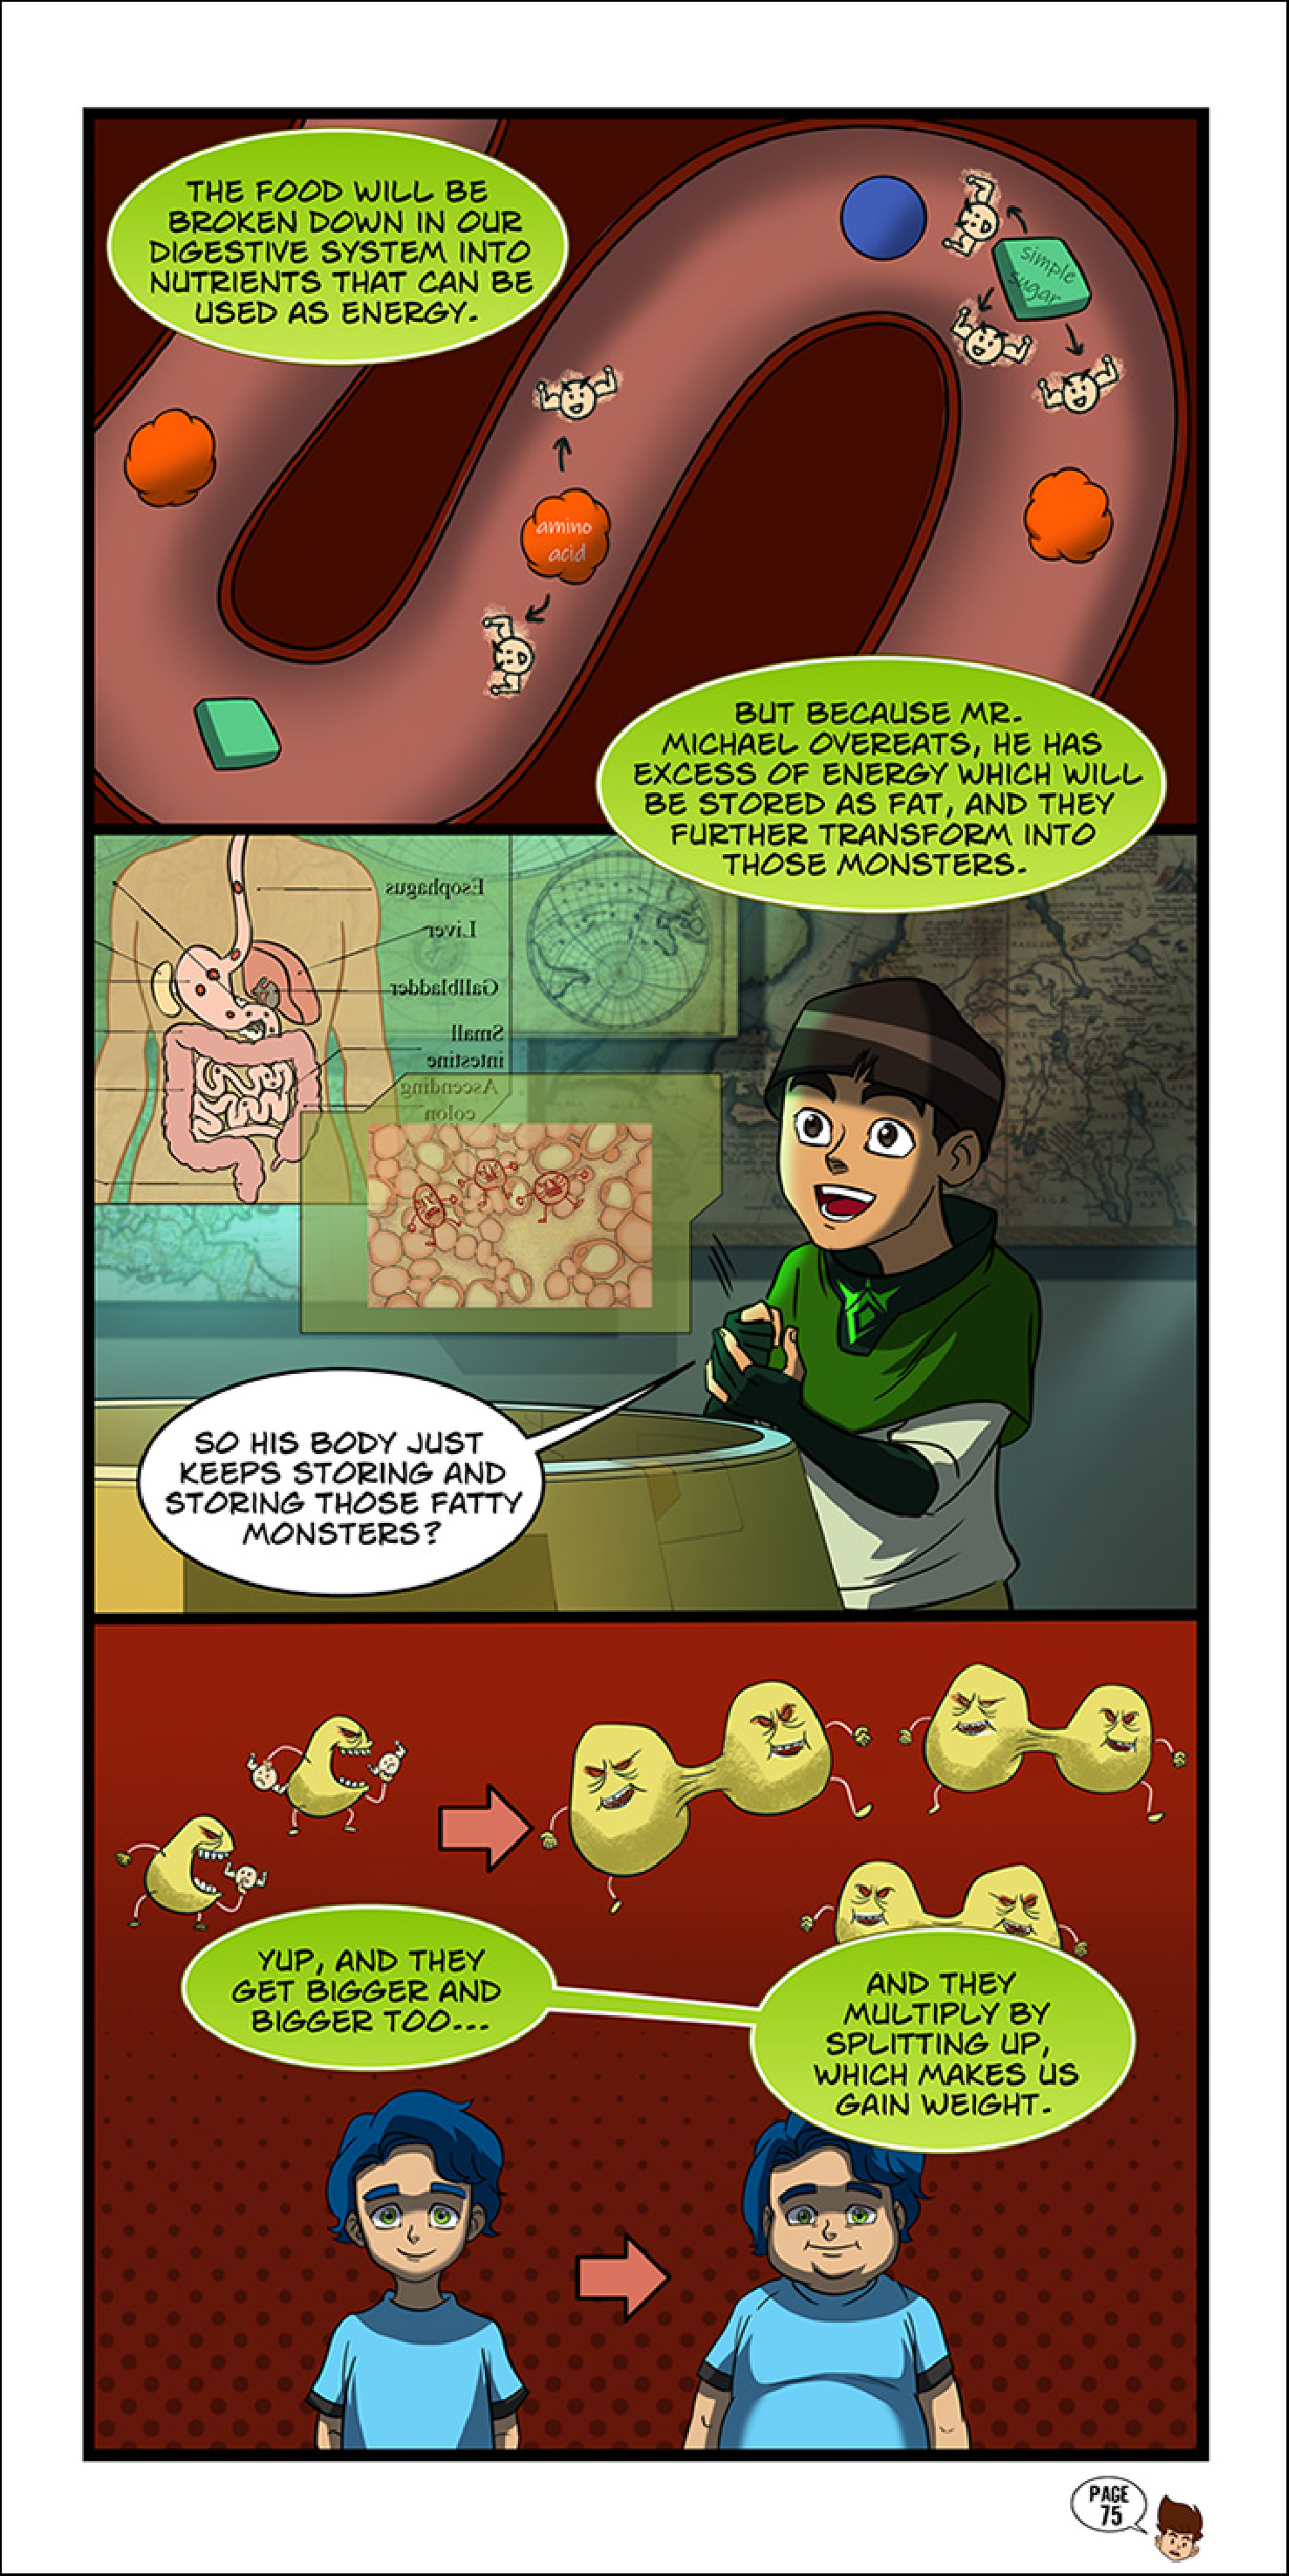 THE FOOD WILL BE
BROKEN DOWN IN OUR
DIGESTIVE SYSTEM INTO
NUTRIENTS THAT CAN BE
USED AS ENERGY.
simple
sugar
amino
acid
BUT BECAUSE MR.
MICHAEL OVEREATS, HE HAS
EXCESS OF ENERGY WHICH WILL
BE STORED AS FAT, AND THEY
FURTHER TRANSFORM INTO
THOSE MONSTERS.
Esophagus
Liver
Gallbladder
Small
intestine
Ascending
colon
SO HIS BODY JUST
KEEPS STORING AND
STORING THOSE FATTY
MONSTERS?
YUP, AND THEY
GET BIGGER AND
BIGGER TOO...
AND THEY
MULTIPLY BY
SPLITTING UP,
WHICH MAKES US
GAIN WEIGHT.
PAGE
75